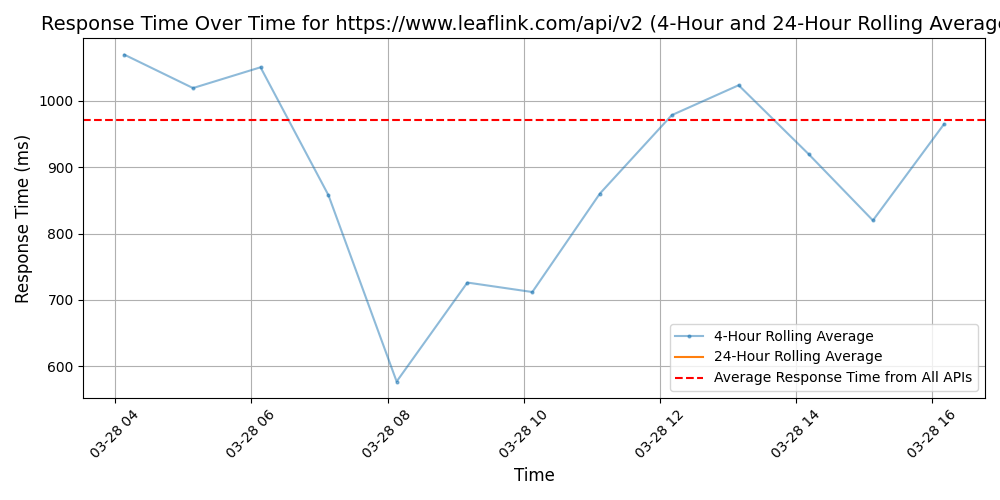 Response Time Over Time for https://www.leaflink.com/api/v2 (4-Hour and 24-Hour Rolling Average
Response Time (ms)
1000
900
800
700
600
4-Hour Rolling Average
24-Hour Rolling Average
Average Response Time from All APIs
03-28 04
03-28 06
03-28 08
03-28 10
03-28 12
03-28 14
03-28 16
Time